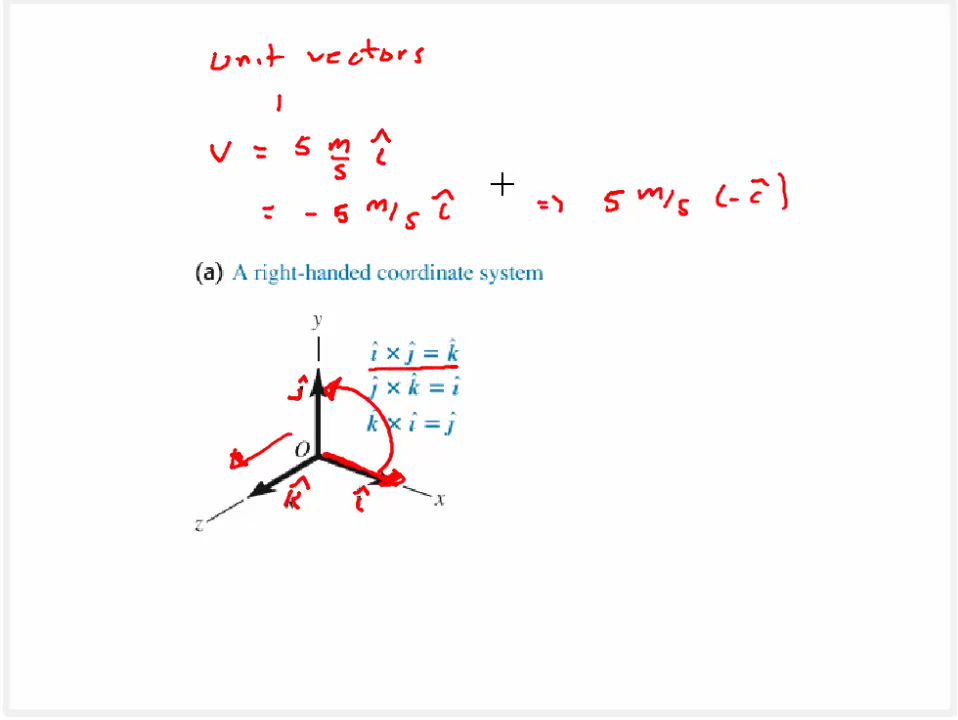 Unit vectors
1
V = 5 m/s î
= - 5 m/s î => 5 m/s (- î)
(a) A right-handed coordinate system
y
î × ĵ = k̂
ĵ
ĵ × k̂ = î
k̂ × î = ĵ
O
k̂ î x
z